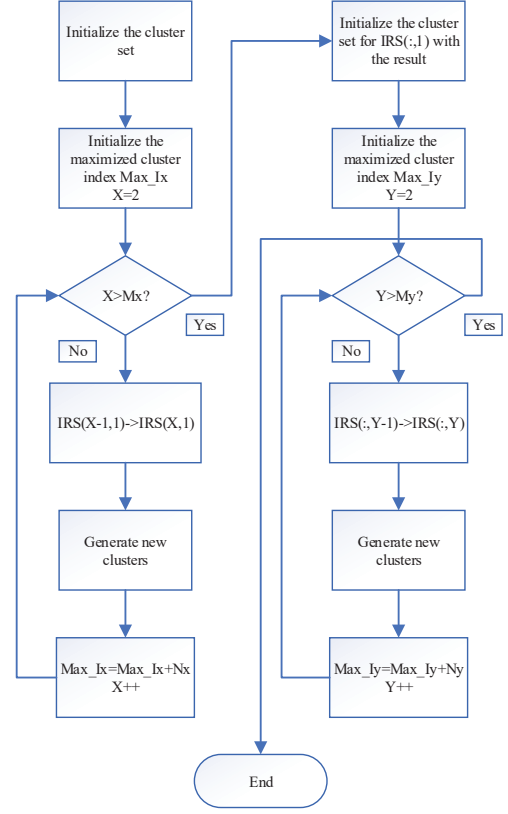 Initialize the cluster
set
Initialize the
maximized cluster
index Max_Ix
X=2
X>Mx?
Yes
No
IRS(X-1,1)->IRS(X,1)
Generate new
clusters
Max_Ix=Max_Ix+Nx
X++
Initialize the cluster
set for IRS(:,1) with
the result
Initialize the
maximized cluster
index Max_Iy
Y=2
Y>My?
Yes
No
IRS(:,Y-1)->IRS(:,Y)
Generate new
clusters
Max_Iy=Max_Iy+Ny
Y++
End